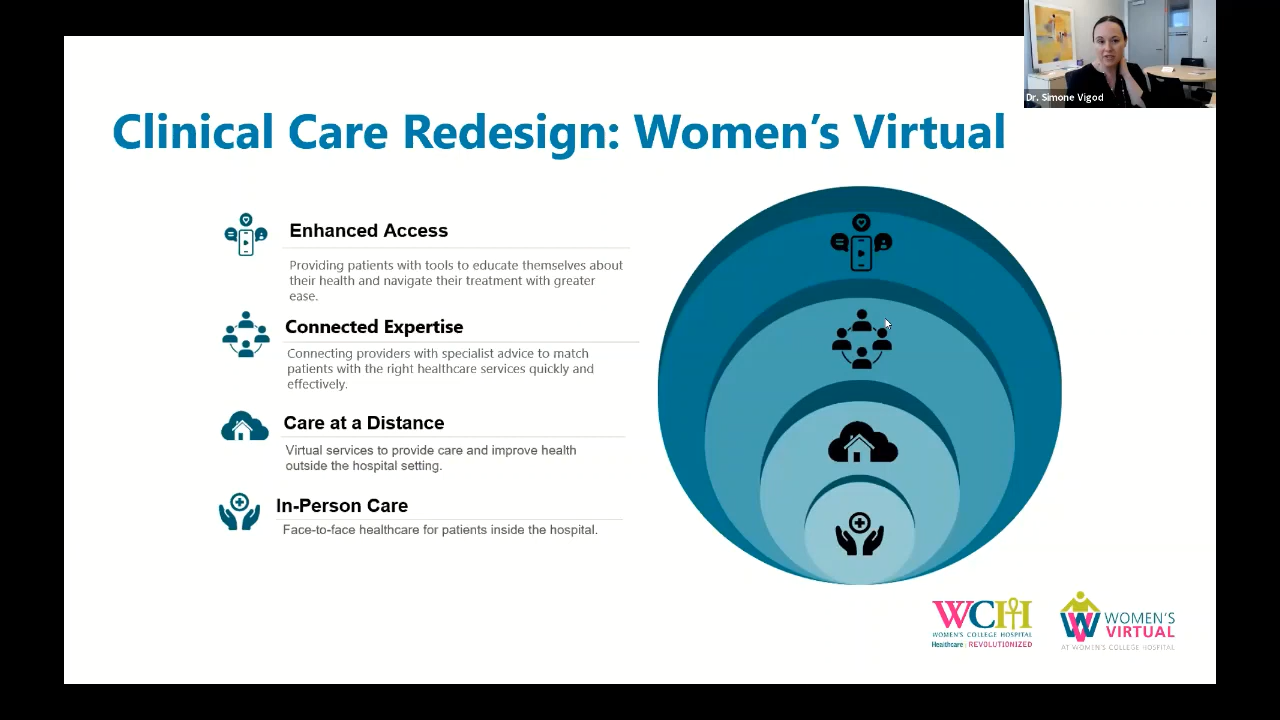 Dr. Simone Vigod
Clinical Care Redesign: Women's Virtual
Enhanced Access
Providing patients with tools to educate themselves about
their health and navigate their treatment with greater
ease.
Connected Expertise
Connecting providers with specialist advice to match
patients with the right healthcare services quickly and
effectively.
Care at a Distance
Virtual services to provide care and improve health
outside the hospital setting.
In-Person Care
Face-to-face healthcare for patients inside the hospital.
WCH
WOMEN'S COLLEGE HOSPITAL
Healthcare | REVOLUTIONIZED
W
WOMEN'S
VIRTUAL
AT WOMEN'S COLLEGE HOSPITAL